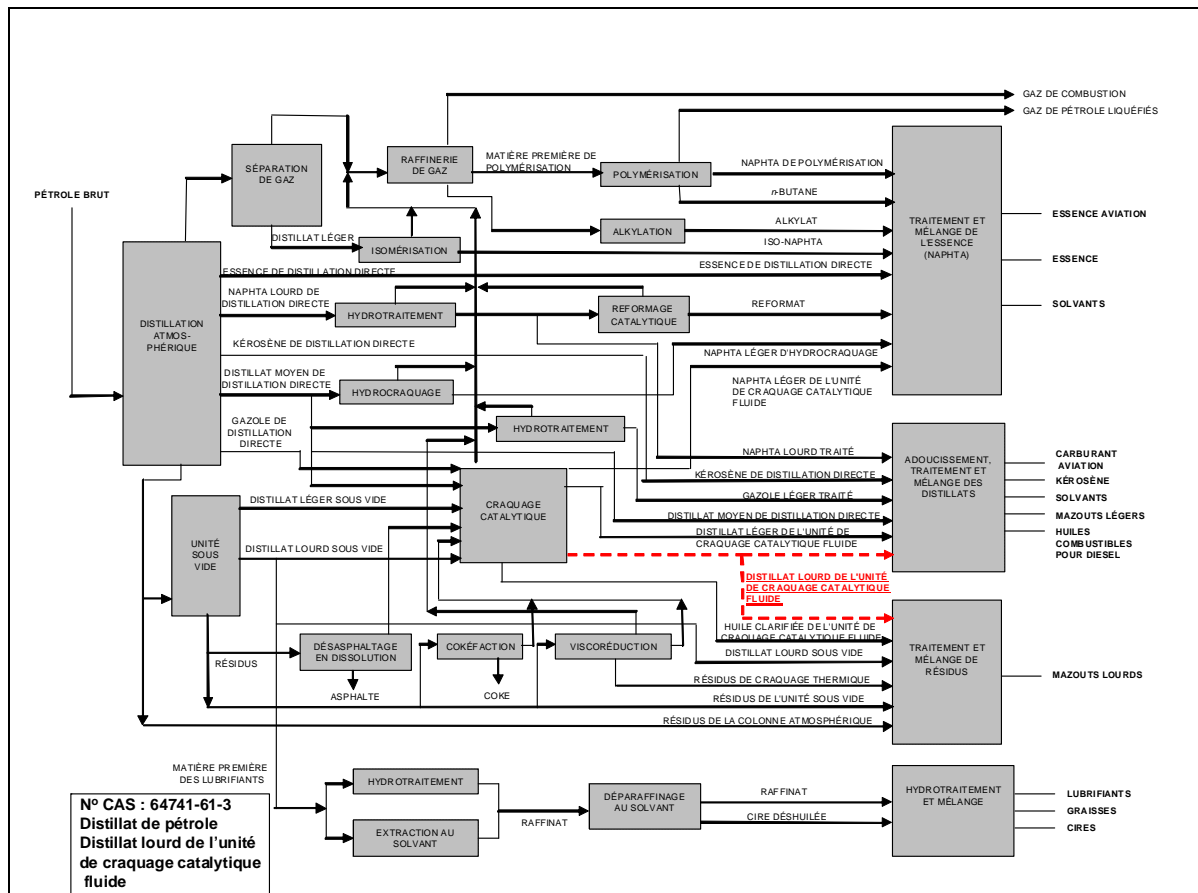 GAZ DE COMBUSTION
GAZ DE PÉTROLE LIQUÉFIÉS
PÉTROLE BRUT
SÉPARATION
DE GAZ
RAFFINERIE
DE GAZ
MATIÈRE PREMIÈRE DE
POLYMÉRISATION
POLYMÉRISATION
NAPHTA DE POLYMÉRISATION
n-BUTANE
ALKYLATION
ALKYLAT
DISTILLAT LÉGER
ISOMÉRISATION
ISO-NAPHTA
TRAITEMENT ET
MÉLANGE DE
L'ESSENCE
(NAPHTA)
ESSENCE AVIATION
ESSENCE
SOLVANTS
ESSENCE DE DISTILLATION DIRECTE
ESSENCE DE DISTILLATION DIRECTE
DISTILLATION
ATMOS-
PHÉRIQUE
NAPHTA LOURD DE
DISTILLATION DIRECTE
HYDROTRAITEMENT
REFORMAGE
CATALYTIQUE
REFORMAT
KÉROSÈNE DE DISTILLATION DIRECTE
NAPHTA LÉGER D'HYDROCRAQUAGE
DISTILLAT MOYEN DE
DISTILLATION DIRECTE
HYDROCRAQUAGE
NAPHTA LÉGER DE L'UNITÉ
DE CRAQUAGE CATALYTIQUE
FLUIDE
GAZOLE DE
DISTILLATION
DIRECTE
HYDROTRAITEMENT
NAPHTA LOURD TRAITÉ
KÉROSÈNE DE DISTILLATION DIRECTE
GAZOLE LÉGER TRAITÉ
DISTILLAT MOYEN DE DISTILLATION DIRECTE
DISTILLAT LÉGER DE L'UNITÉ DE
CRAQUAGE CATALYTIQUE FLUIDE
ADOUCISSEMENT,
TRAITEMENT ET
MÉLANGE DES
DISTILLATS
CARBURANT
AVIATION
KÉROSÈNE
SOLVANTS
MAZOUTS LÉGERS
HUILES
COMBUSTIBLES
POUR DIESEL
CRAQUAGE
CATALYTIQUE
DISTILLAT LÉGER SOUS VIDE
UNITÉ
SOUS
VIDE
DISTILLAT LOURD SOUS VIDE
DISTILLAT LOURD DE L'UNITÉ
DE CRAQUAGE CATALYTIQUE
FLUIDE
HUILE CLARIFIÉE DE L'UNITÉ DE
CRAQUAGE CATALYTIQUE FLUIDE
DISTILLAT LOURD SOUS VIDE
RÉSIDUS DE CRAQUAGE THERMIQUE
RÉSIDUS DE L'UNITÉ SOUS VIDE
RÉSIDUS DE LA COLONNE ATMOSPHÉRIQUE
TRAITEMENT ET
MÉLANGE DE
RÉSIDUS
MAZOUTS LOURDS
RÉSIDUS
DÉSASPHALTAGE
EN DISSOLUTION
COKÉFACTION
VISCORÉDUCTION
ASPHALTE
COKE
MATIÈRE PREMIÈRE
DES LUBRIFIANTS
HYDROTRAITEMENT
EXTRACTION AU
SOLVANT
RAFFINAT
DÉPARAFFINAGE
AU SOLVANT
RAFFINAT
CIRE DÉSHUILÉE
HYDROTRAITEMENT
ET MÉLANGE
LUBRIFIANTS
GRAISSES
CIRES
Nº CAS : 64741-61-3
Distillat de pétrole
Distillat lourd de l'unité
de craquage catalytique
fluide